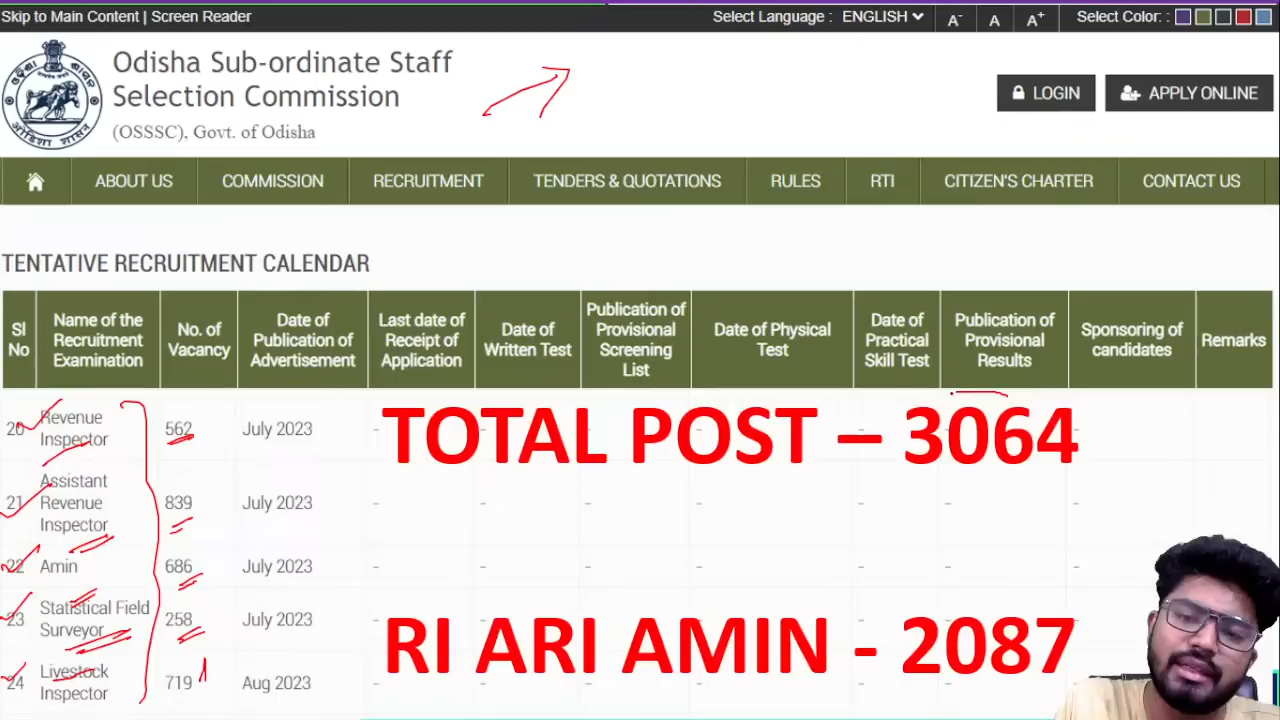 Skip to Main Content | Screen Reader
Select Language : ENGLISH
A-
A
A+
Select Color: :
Odisha Sub-ordinate Staff
Selection Commission
(OSSSC), Govt. of Odisha
LOGIN
APPLY ONLINE
ABOUT US
COMMISSION
RECRUITMENT
TENDERS & QUOTATIONS
RULES
RTI
CITIZEN'S CHARTER
CONTACT US
TENTATIVE RECRUITMENT CALENDAR
Sl
No
Name of the
Recruitment
Examination
No. of
Vacancy
Date of
Publication of
Advertisement
Last date of
Receipt of
Application
Date of
Written Test
Publication of
Provisional
Screening
List
Date of Physical
Test
Date of
Practical
Skill Test
Publication of
Provisional
Results
Sponsoring of
candidates
Remarks
20
Revenue
Inspector
562
July 2023
TOTAL POST – 3064
21
Assistant
Revenue
Inspector
839
July 2023
22
Amin
686
July 2023
23
Statistical Field
Surveyor
258
July 2023
RI ARI AMIN - 2087
24
Livestock
Inspector
719
Aug 2023